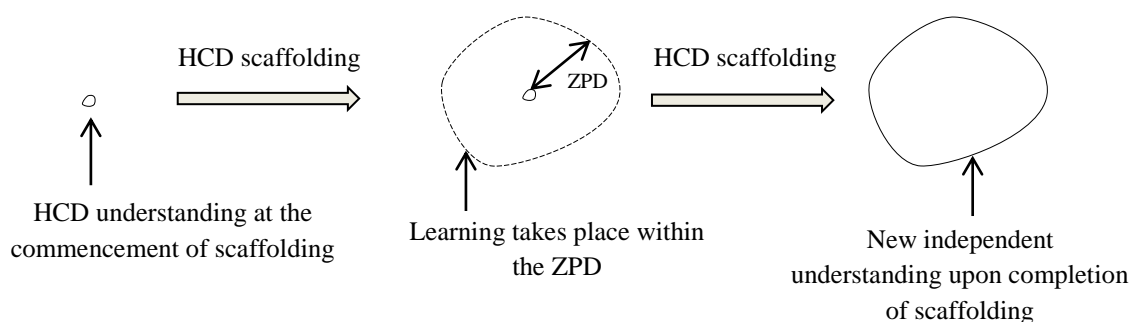 HCD scaffolding
HCD scaffolding
ZPD
HCD understanding at the
commencement of scaffolding
Learning takes place within
the ZPD
New independent
understanding upon completion
of scaffolding